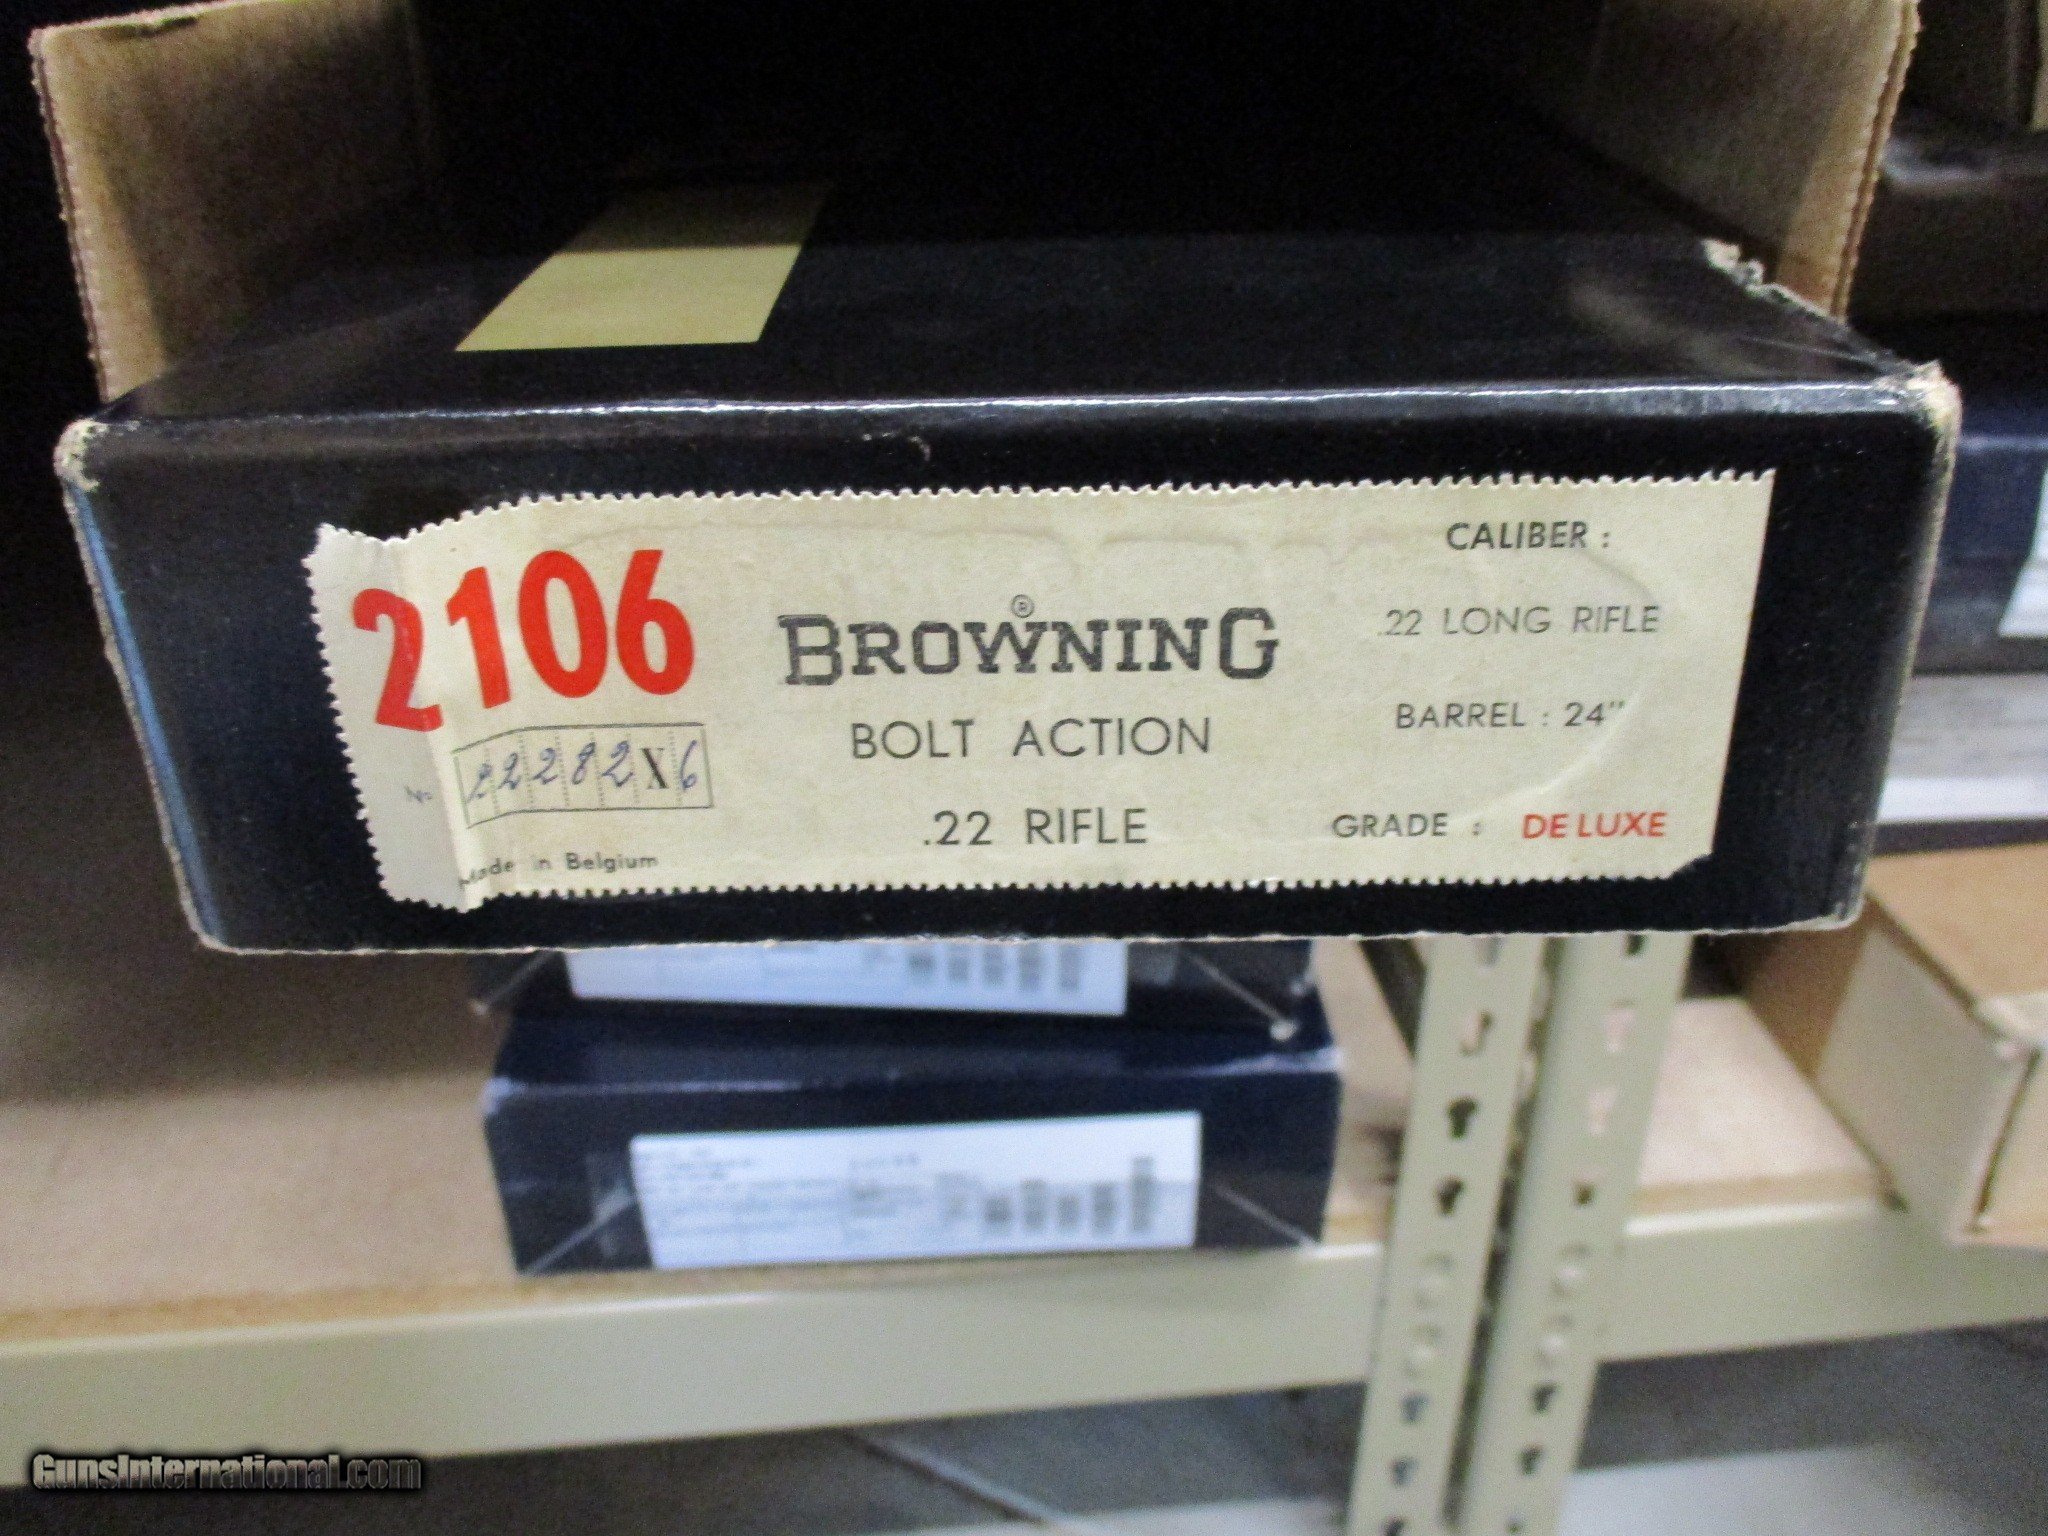 2106
No
22282X6
Made in Belgium
BROWNING®
BOLT ACTION
.22 RIFLE
CALIBER :
.22 LONG RIFLE
BARREL : 24"
GRADE : DE LUXE
GunsInternational.com